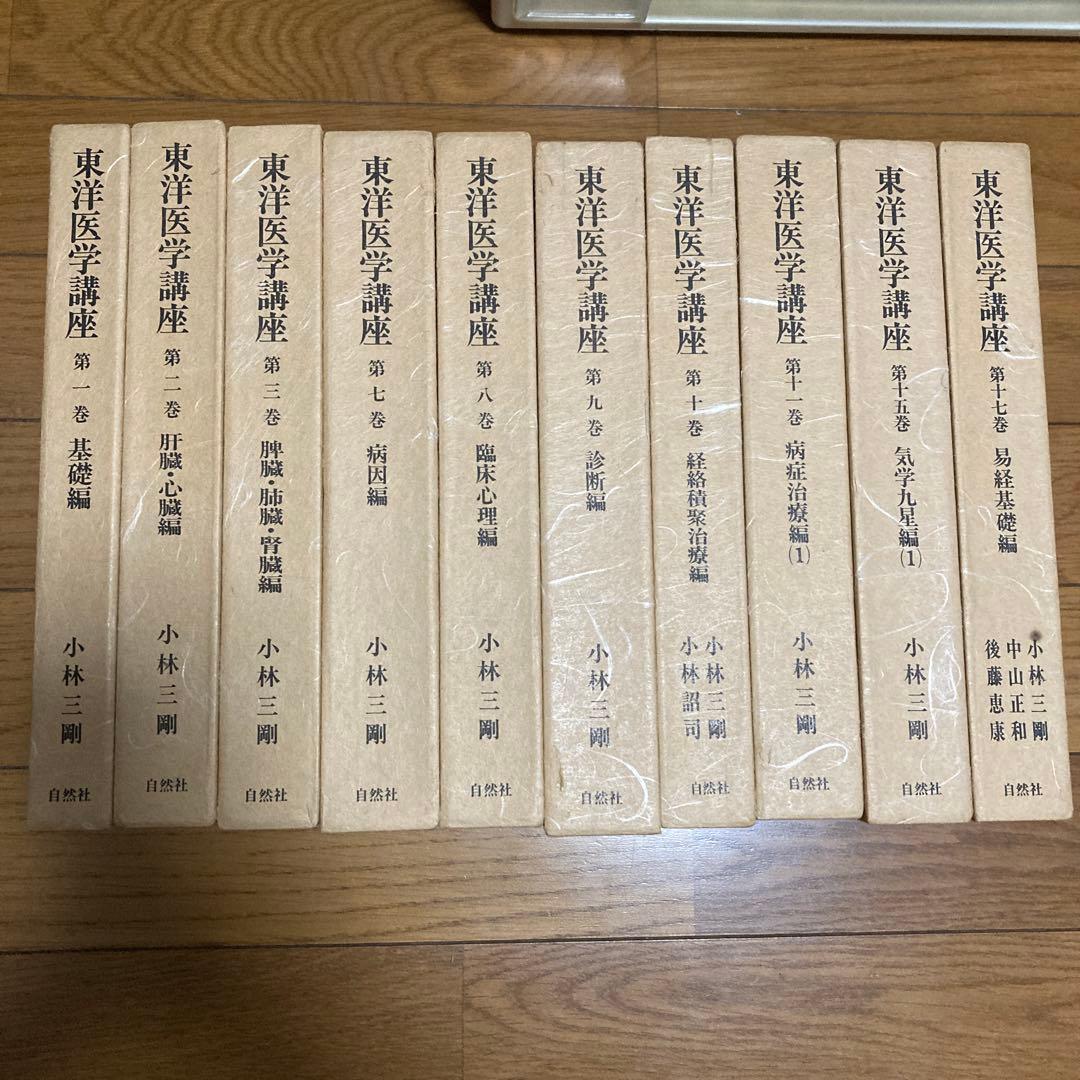 東洋医学講座 第一巻 基礎編 小林三剛 自然社
東洋医学講座 第二巻 肝臓・心臓編 小林三剛 自然社
東洋医学講座 第三巻 脾臓・肺臓・腎臓編 小林三剛 自然社
東洋医学講座 第七巻 病因編 小林三剛 自然社
東洋医学講座 第八巻 臨床心理編 小林三剛 自然社
東洋医学講座 第九巻 診断編 小林三剛 自然社
東洋医学講座 第十巻 経絡積聚治療編 小林三剛 小林詔司 自然社
東洋医学講座 第十一巻 病症治療編(1) 小林三剛 自然社
東洋医学講座 第十五巻 気学九星編(1) 小林三剛 自然社
東洋医学講座 第十七巻 易経基礎編 小林三剛 中山正和 後藤恵康 自然社